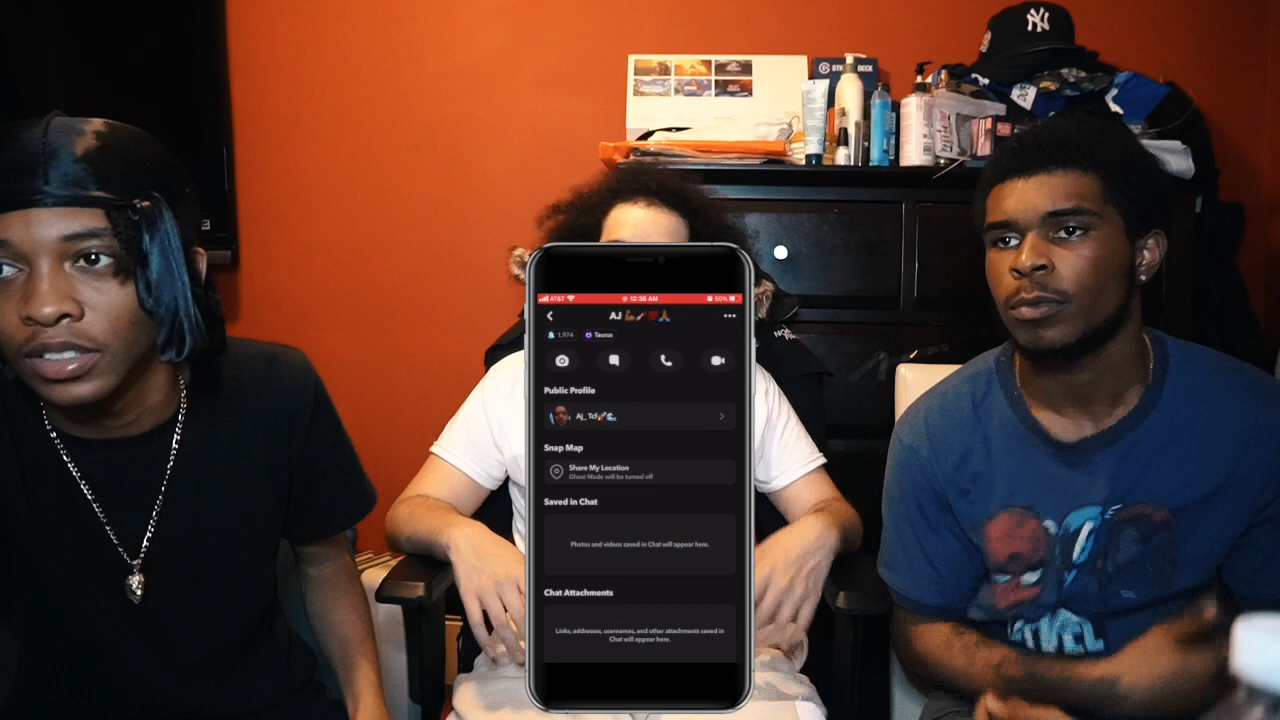 NY
STREAM DECK
AT&T
12:36 AM
50%
AJ 💪🏾🚀💯🙏🏾
1,974
Taurus
Public Profile
Snap Map
Share My Location
Ghost Mode will be turned off
Saved in Chat
Photos and videos saved in Chat will appear here.
Chat Attachments
Links, addresses, usernames, and other attachments saved in
Chat will appear here.